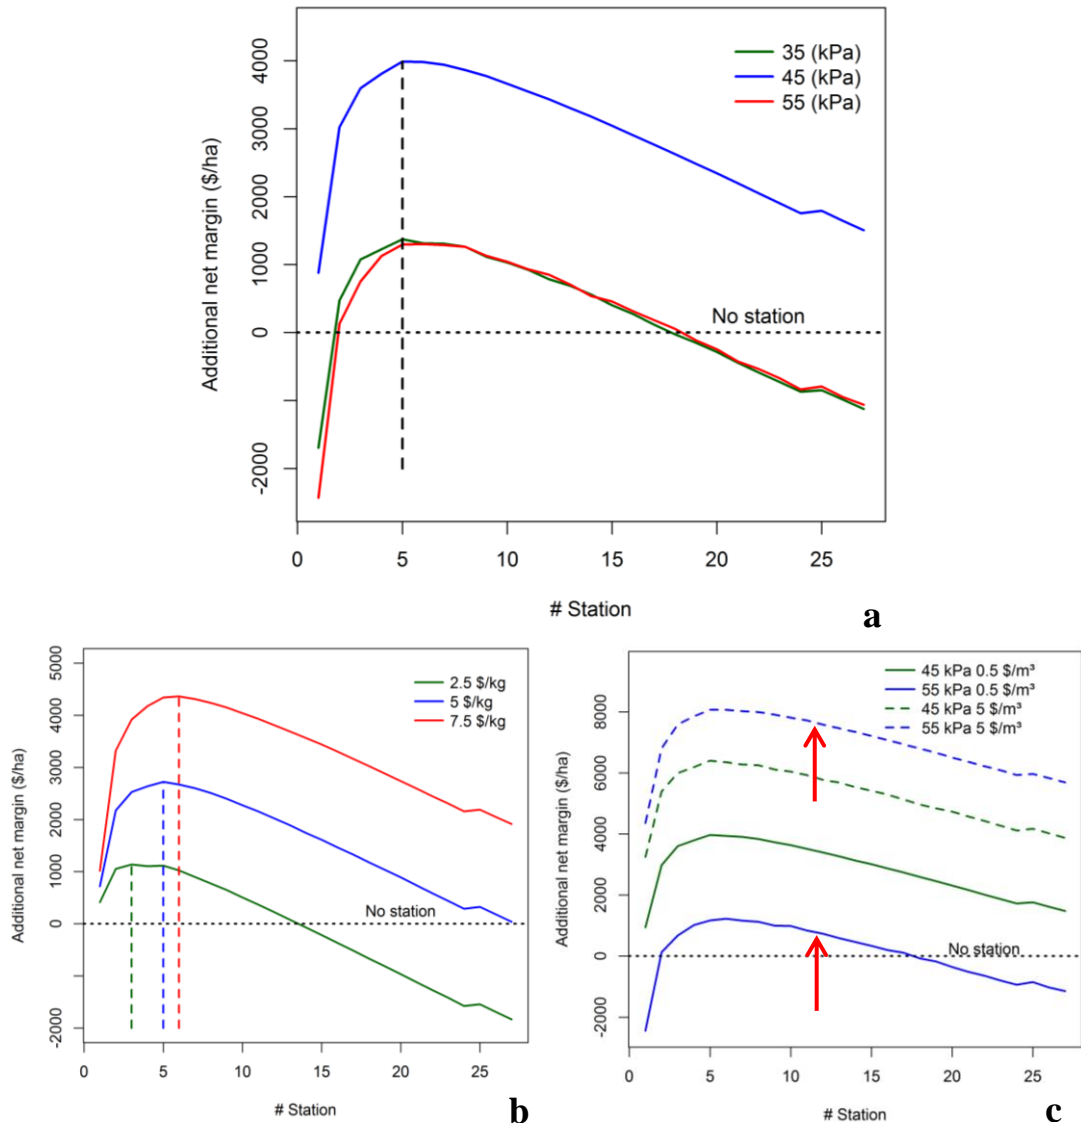 4000
3000
2000
1000
0
-2000
Additional net margin ($/ha)
35 (kPa)
45 (kPa)
55 (kPa)
No station
0 5 10 15 20 25
# Station
a
5000
4000
3000
2000
1000
0
-2000
Additional net margin ($/ha)
2.5 $/kg
5 $/kg
7.5 $/kg
No station
0 5 10 15 20 25
# Station
b
8000
6000
4000
2000
0
-2000
Additional net margin ($/ha)
45 kPa 0.5 $/m³
55 kPa 0.5 $/m³
45 kPa 5 $/m³
55 kPa 5 $/m³
No station
0 5 10 15 20 25
# Station
c